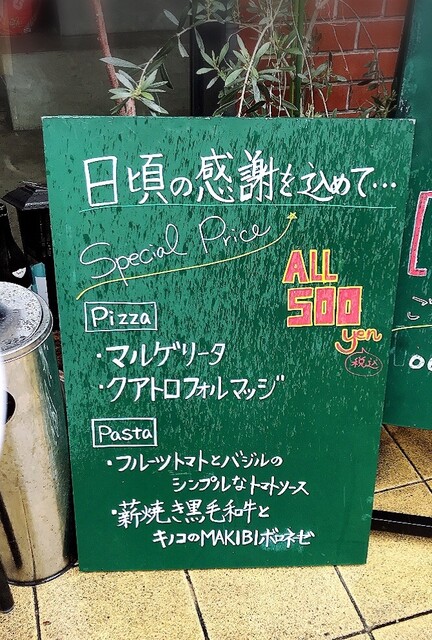 日頃の感謝を込めて…
Special Price
ALL
500
yen
税込
Pizza
・マルゲリータ
・クアトロフォルマッジ
Pasta
・フルーツトマトとバジルの
シンプルなトマトソース
・薪焼き黒毛和牛と
キノコのMAKIBIボロネゼ